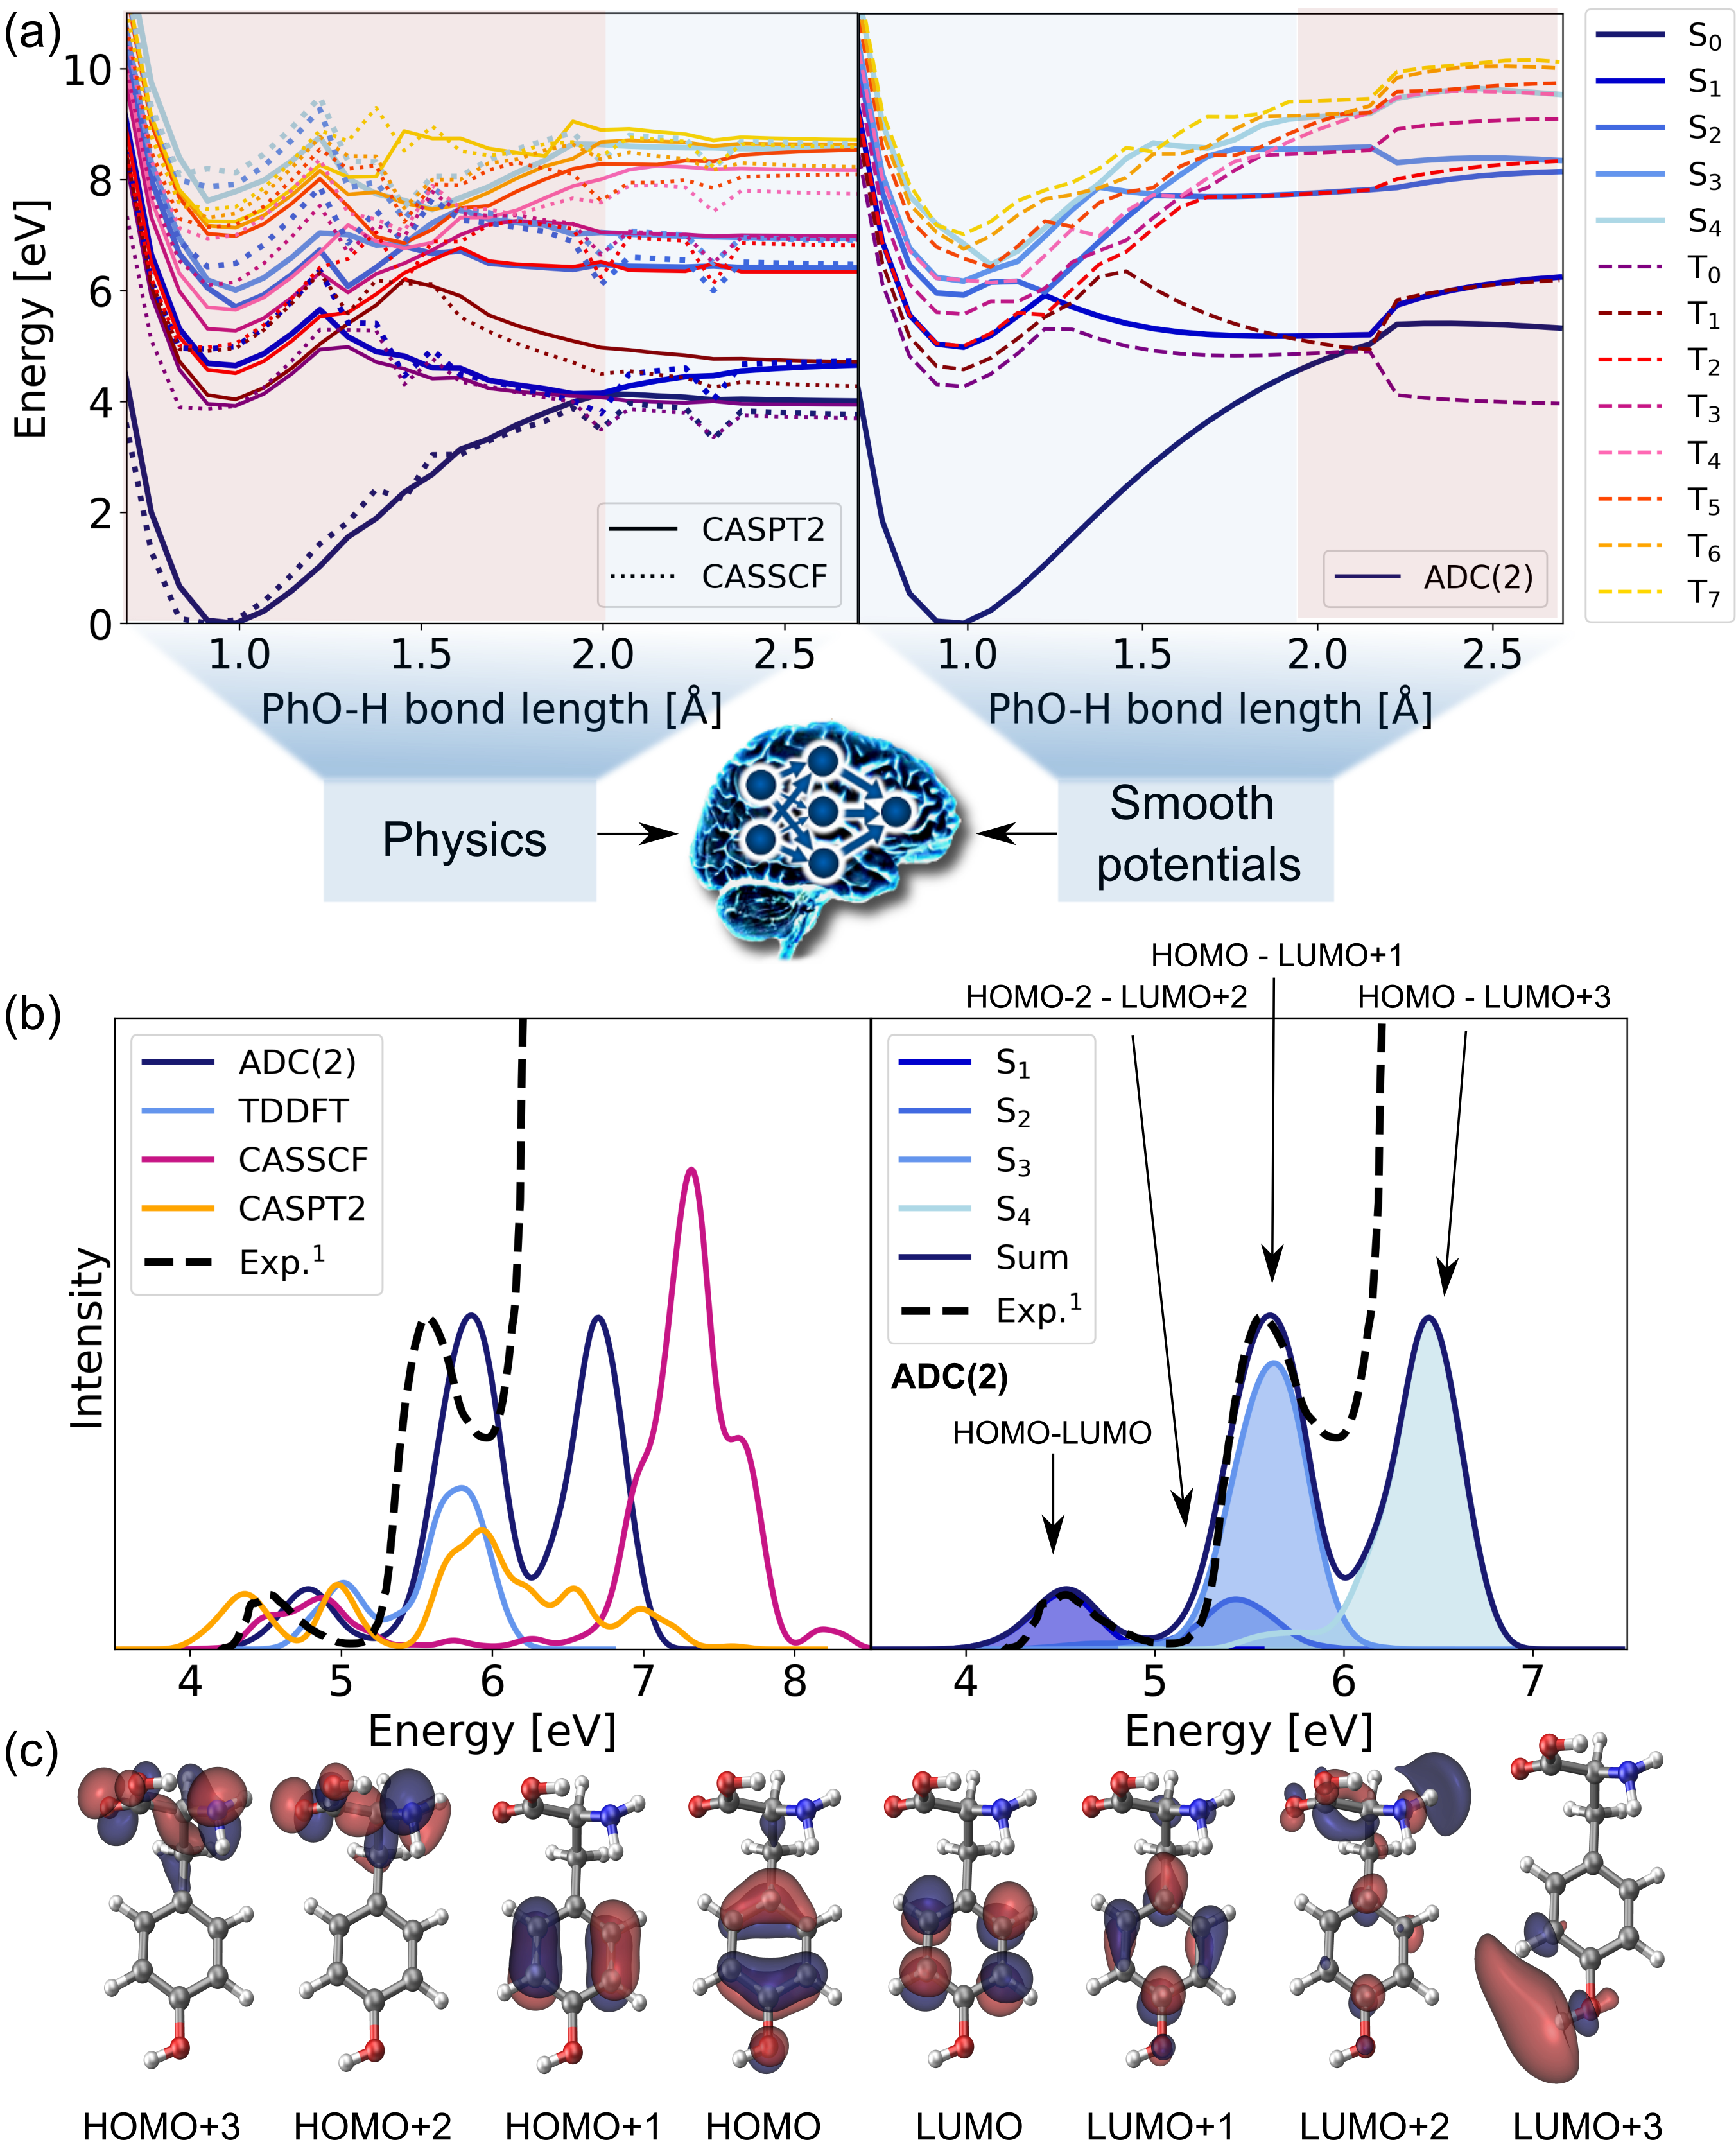 (a)
Energy [eV]
10
8
6
4
2
0
CASPT2
CASSCF
1.0 1.5 2.0 2.5
PhO-H bond length [Å]
ADC(2)
1.0 1.5 2.0 2.5
PhO-H bond length [Å]
S₀
S₁
S₂
S₃
S₄
T₀
T₁
T₂
T₃
T₄
T₅
T₆
T₇
Physics
Smooth
potentials
(b)
Intensity
ADC(2)
TDDFT
CASSCF
CASPT2
Exp.¹
4 5 6 7 8
Energy [eV]
HOMO - LUMO+1
HOMO-2 - LUMO+2
HOMO - LUMO+3
S₁
S₂
S₃
S₄
Sum
Exp.¹
ADC(2)
HOMO-LUMO
4 5 6 7
Energy [eV]
(c)
HOMO+3 HOMO+2 HOMO+1 HOMO LUMO LUMO+1 LUMO+2 LUMO+3